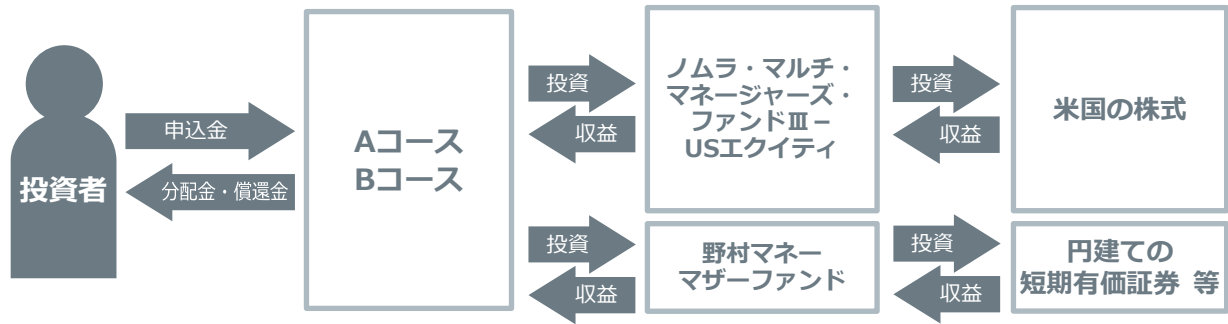 投資者
申込金
分配金・償還金
Aコース
Bコース
投資
収益
ノムラ・マルチ・
マネージャーズ・
ファンドⅢ－
USエクイティ
投資
収益
米国の株式
投資
収益
野村マネー
マザーファンド
投資
収益
円建ての
短期有価証券 等